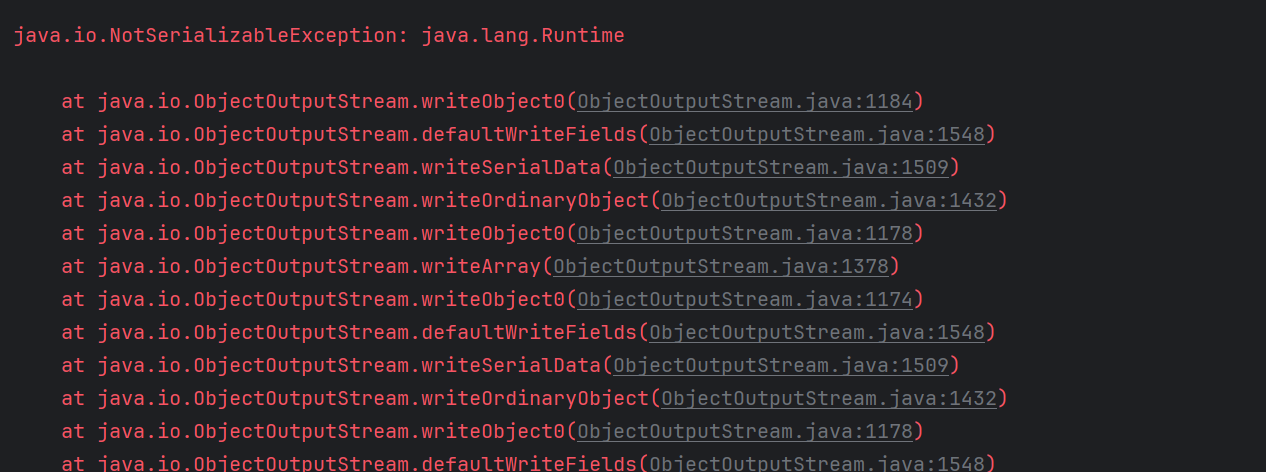 java.io.NotSerializableException: java.lang.Runtime
at java.io.ObjectOutputStream.writeObject0(ObjectOutputStream.java:1184)
at java.io.ObjectOutputStream.defaultWriteFields(ObjectOutputStream.java:1548)
at java.io.ObjectOutputStream.writeSerialData(ObjectOutputStream.java:1509)
at java.io.ObjectOutputStream.writeOrdinaryObject(ObjectOutputStream.java:1432)
at java.io.ObjectOutputStream.writeObject0(ObjectOutputStream.java:1178)
at java.io.ObjectOutputStream.writeArray(ObjectOutputStream.java:1378)
at java.io.ObjectOutputStream.writeObject0(ObjectOutputStream.java:1174)
at java.io.ObjectOutputStream.defaultWriteFields(ObjectOutputStream.java:1548)
at java.io.ObjectOutputStream.writeSerialData(ObjectOutputStream.java:1509)
at java.io.ObjectOutputStream.writeOrdinaryObject(ObjectOutputStream.java:1432)
at java.io.ObjectOutputStream.writeObject0(ObjectOutputStream.java:1178)
at java.io.ObjectOutputStream.defaultWriteFields(ObjectOutputStream.java:1548)